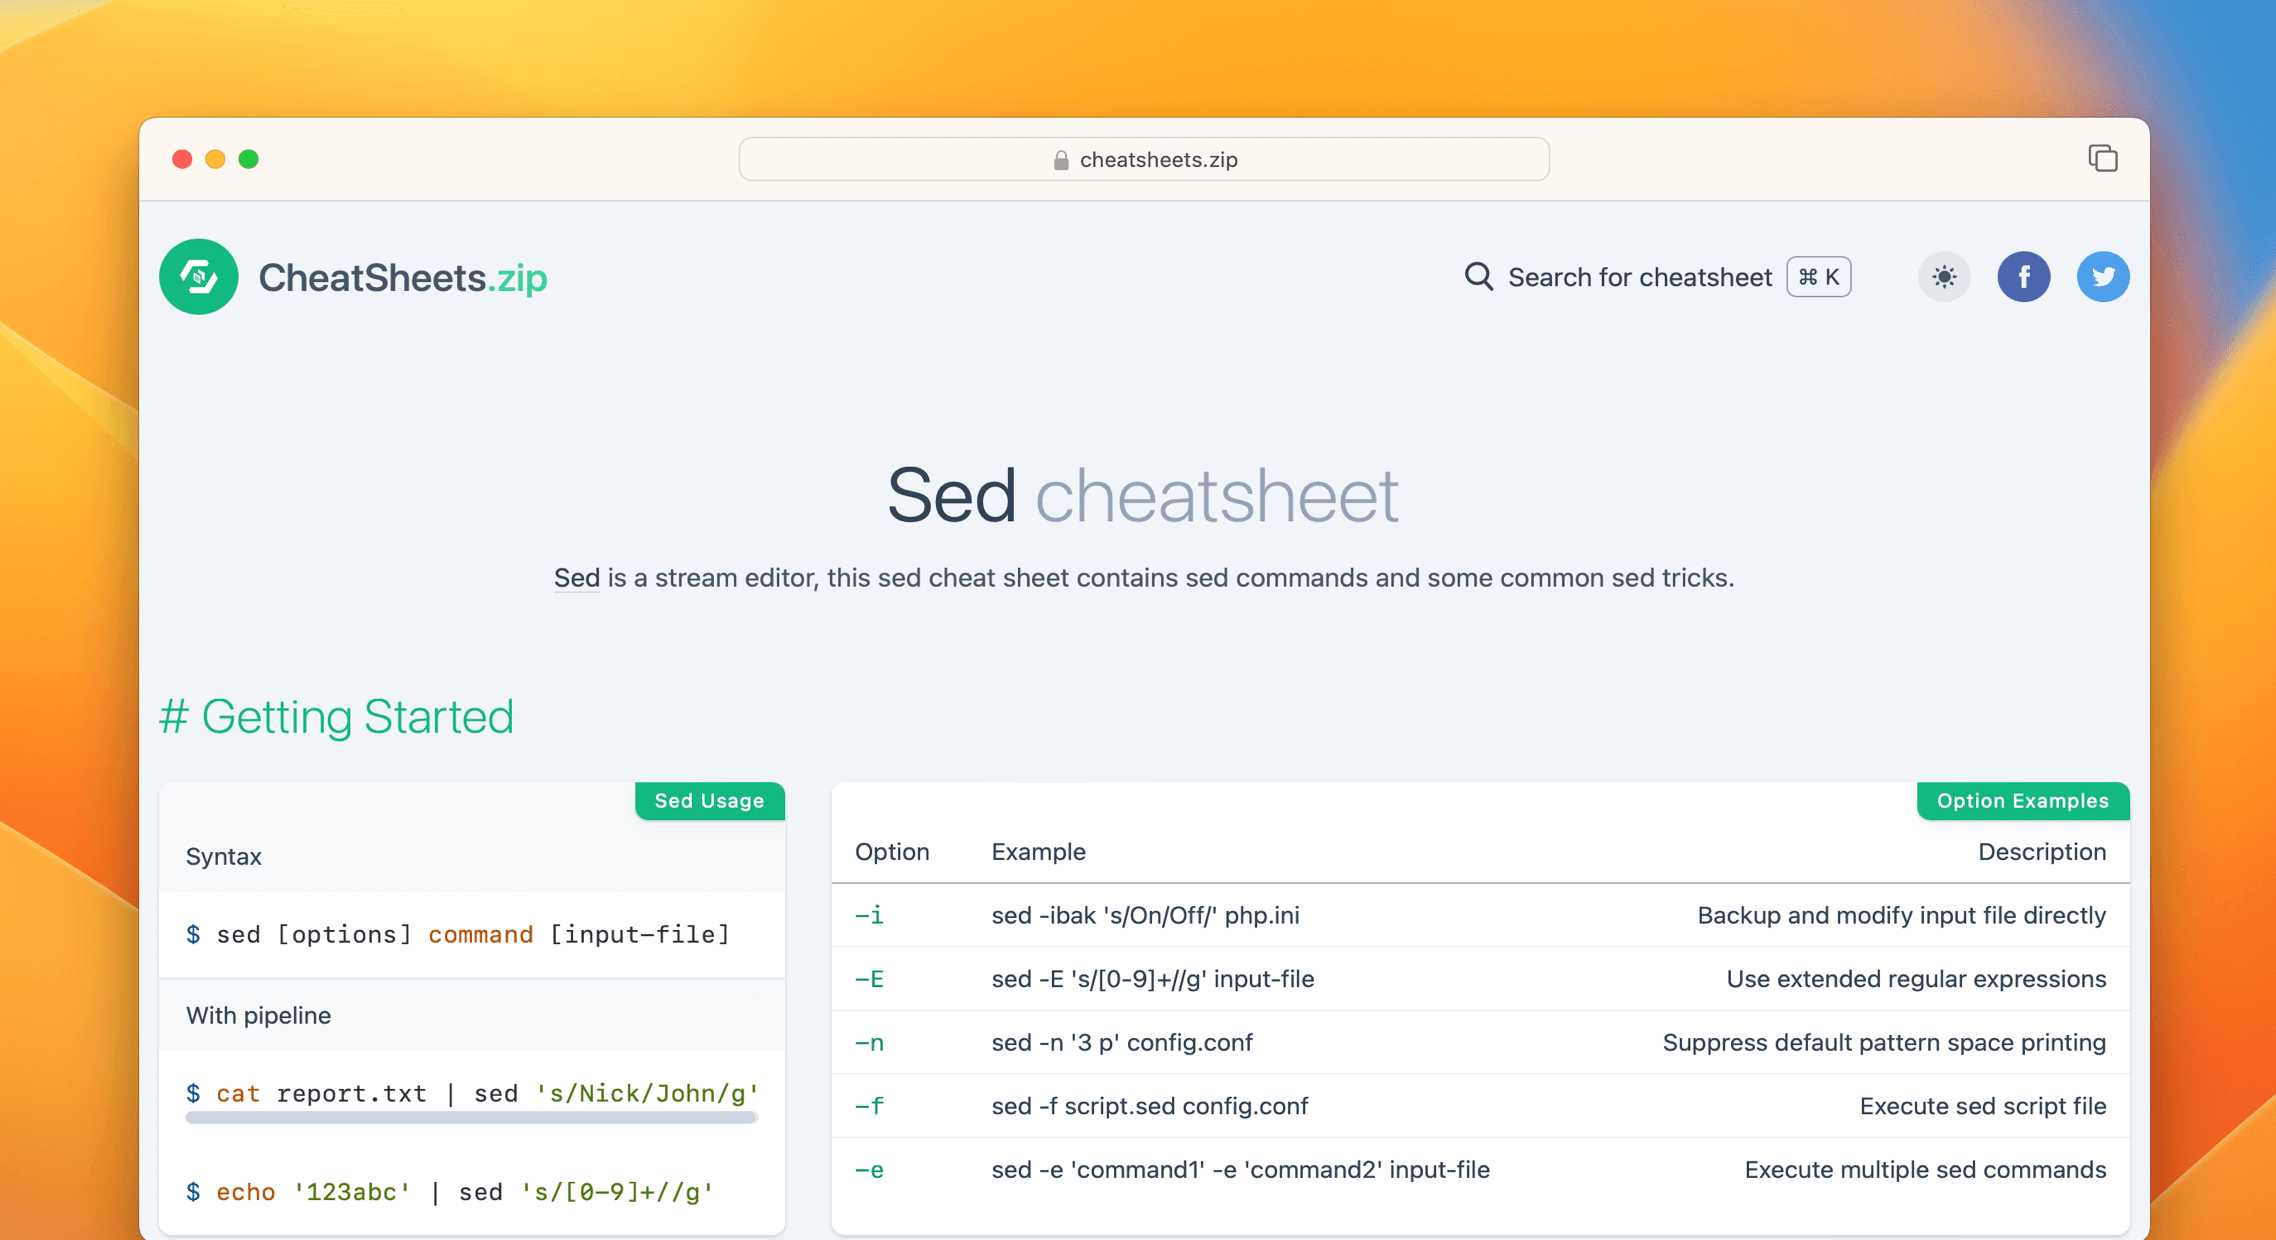 cheatsheets.zip
CheatSheets.zip
Search for cheatsheet ⌘ K
f
Sed cheatsheet
Sed is a stream editor, this sed cheat sheet contains sed commands and some common sed tricks.
# Getting Started
Sed Usage
Syntax
$ sed [options] command [input-file]
With pipeline
$ cat report.txt | sed 's/Nick/John/g'
$ echo '123abc' | sed 's/[0-9]+//g'
Option Examples
Option Example Description
-i sed -ibak 's/On/Off/' php.ini Backup and modify input file directly
-E sed -E 's/[0-9]+//g' input-file Use extended regular expressions
-n sed -n '3 p' config.conf Suppress default pattern space printing
-f sed -f script.sed config.conf Execute sed script file
-e sed -e 'command1' -e 'command2' input-file Execute multiple sed commands